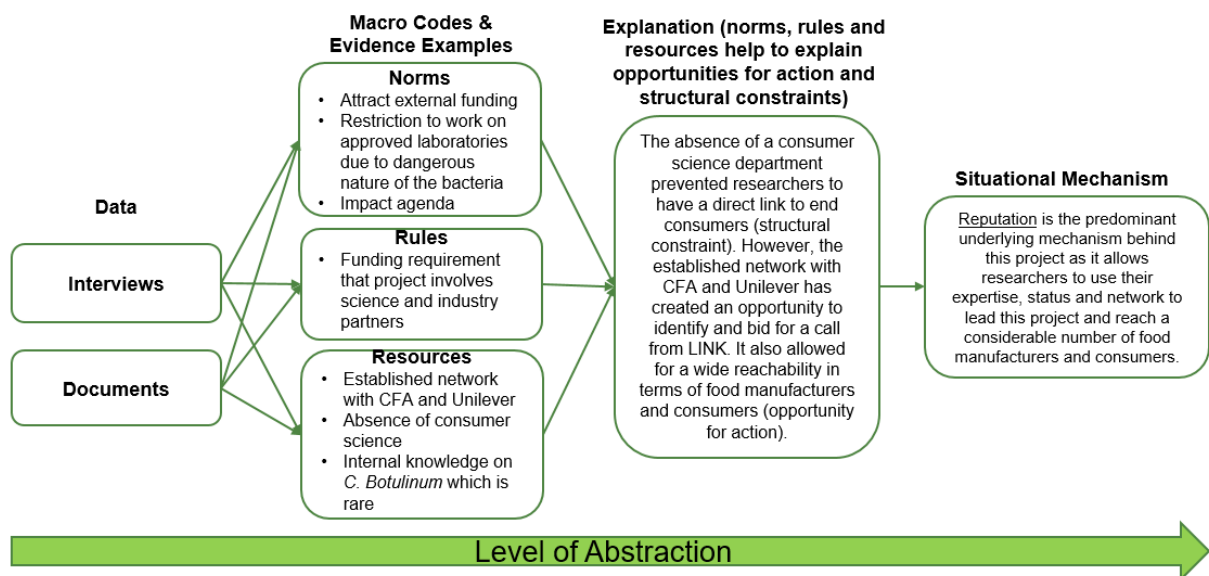 Data
Interviews
Documents
Macro Codes &
Evidence Examples
Norms
• Attract external funding
• Restriction to work on
approved laboratories
due to dangerous
nature of the bacteria
• Impact agenda
Rules
• Funding requirement
that project involves
science and industry
partners
Resources
• Established network
with CFA and Unilever
• Absence of consumer
science
• Internal knowledge on
C. Botulinum which is
rare
Explanation (norms, rules and
resources help to explain
opportunities for action and
structural constraints)
The absence of a consumer
science department
prevented researchers to
have a direct link to end
consumers (structural
constraint). However, the
established network with
CFA and Unilever has
created an opportunity to
identify and bid for a call
from LINK. It also allowed
for a wide reachability in
terms of food manufacturers
and consumers (opportunity
for action).
Situational Mechanism
Reputation is the predominant
underlying mechanism behind
this project as it allows
researchers to use their
expertise, status and network to
lead this project and reach a
considerable number of food
manufacturers and consumers.
Level of Abstraction